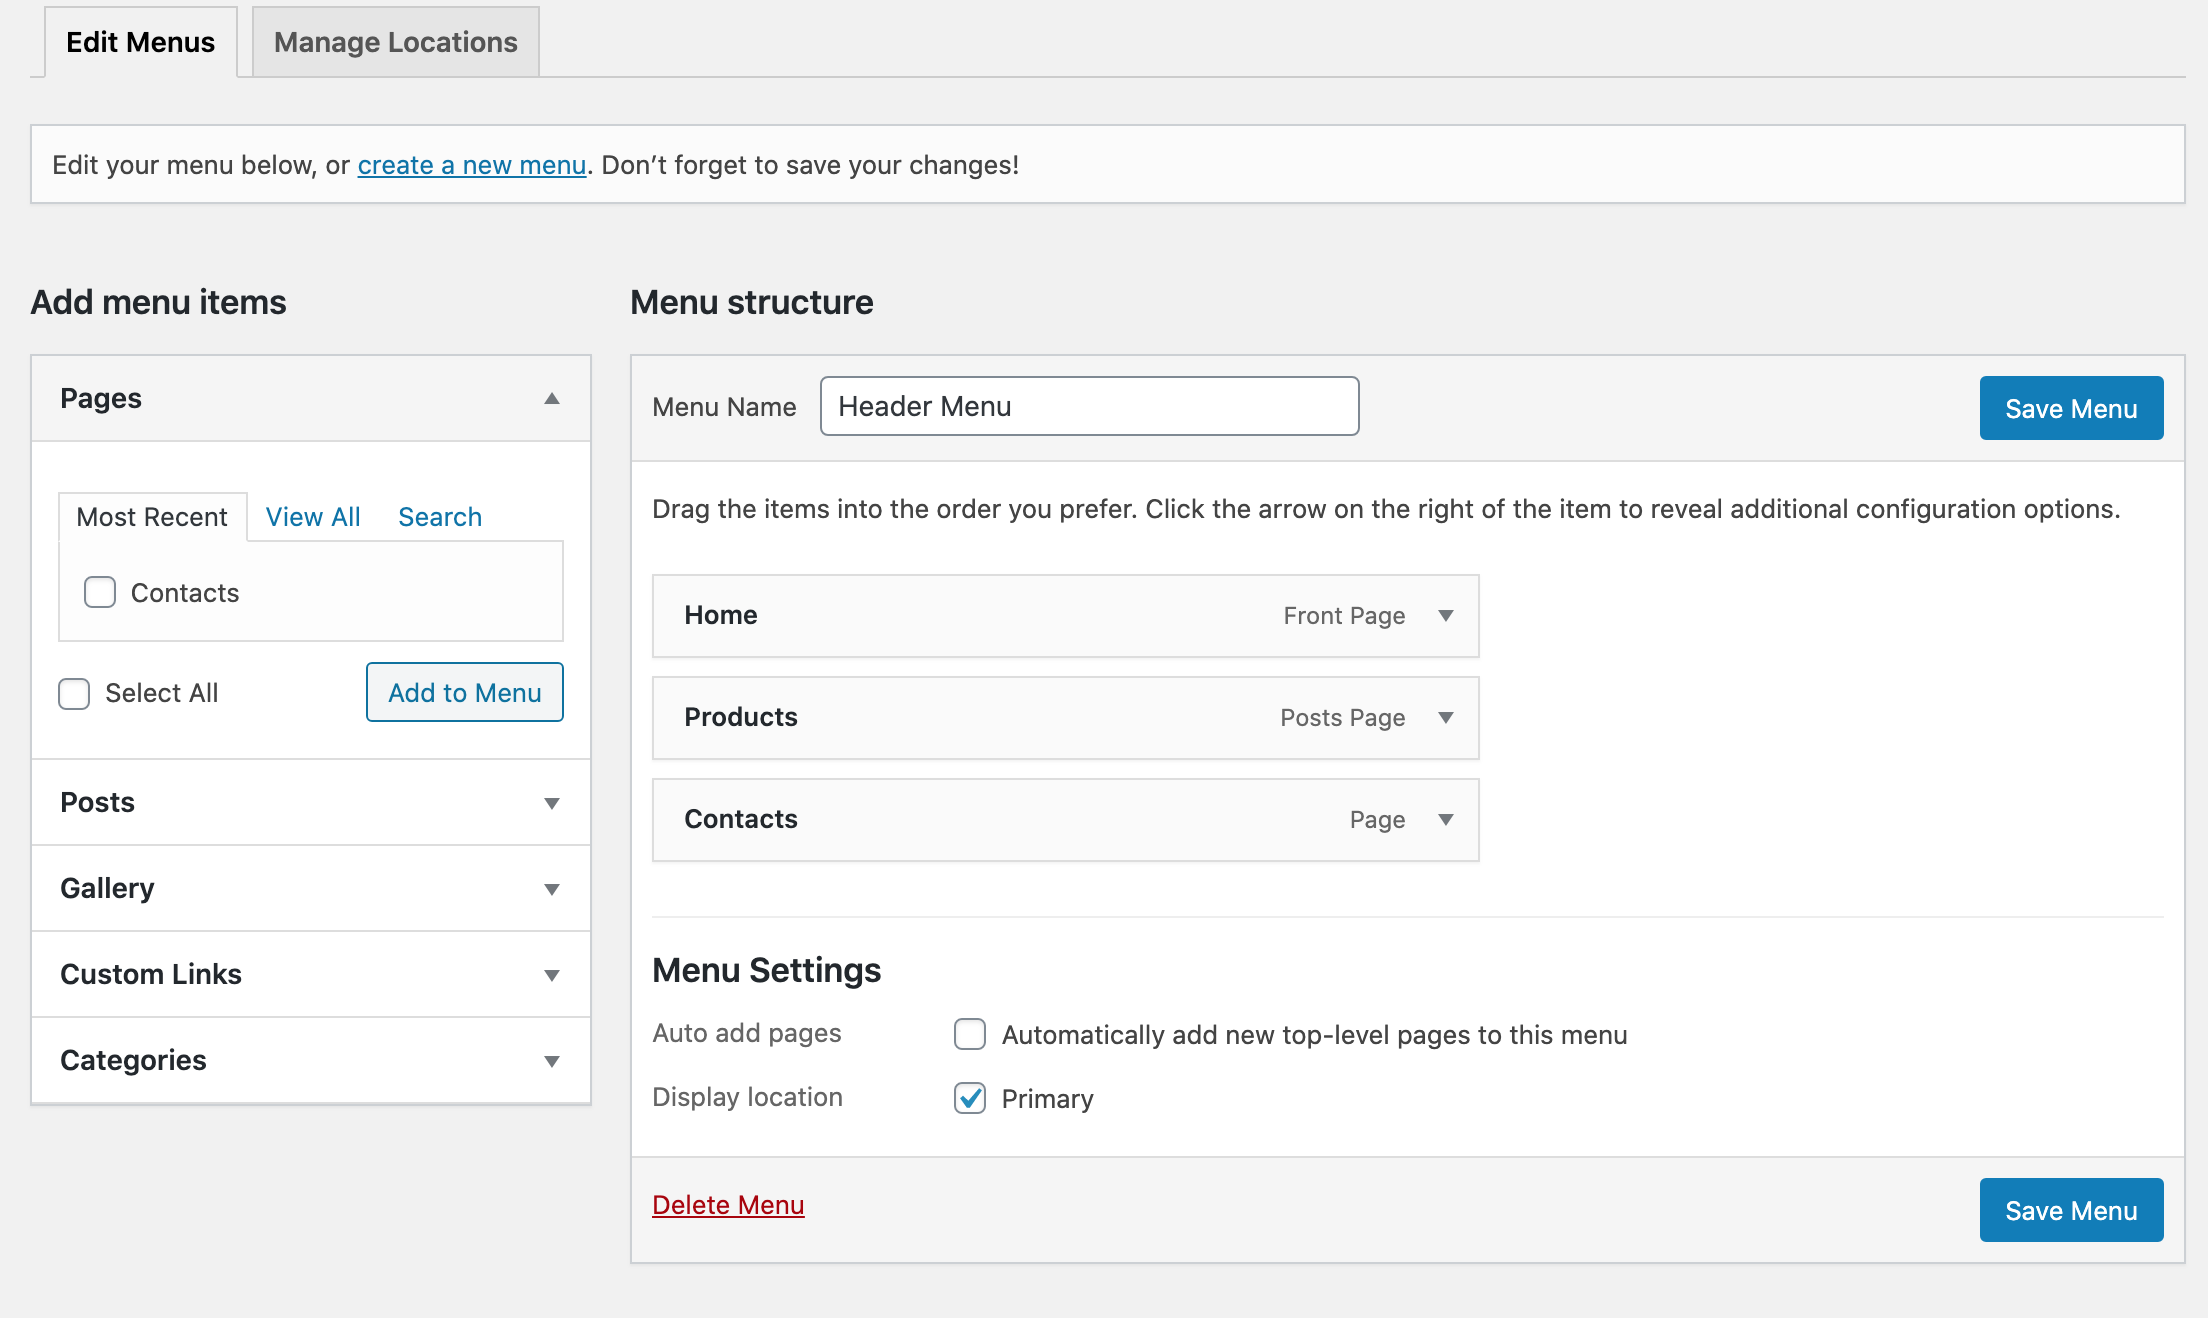 Edit Menus
Manage Locations
Edit your menu below, or create a new menu. Don’t forget to save your changes!
Add menu items
Pages
Most Recent
View All
Search
Contacts
Select All
Add to Menu
Posts
Gallery
Custom Links
Categories
Menu structure
Menu Name
Header Menu
Save Menu
Drag the items into the order you prefer. Click the arrow on the right of the item to reveal additional configuration options.
Home
Front Page
Products
Posts Page
Contacts
Page
Menu Settings
Auto add pages
Automatically add new top-level pages to this menu
Display location
Primary
Delete Menu
Save Menu